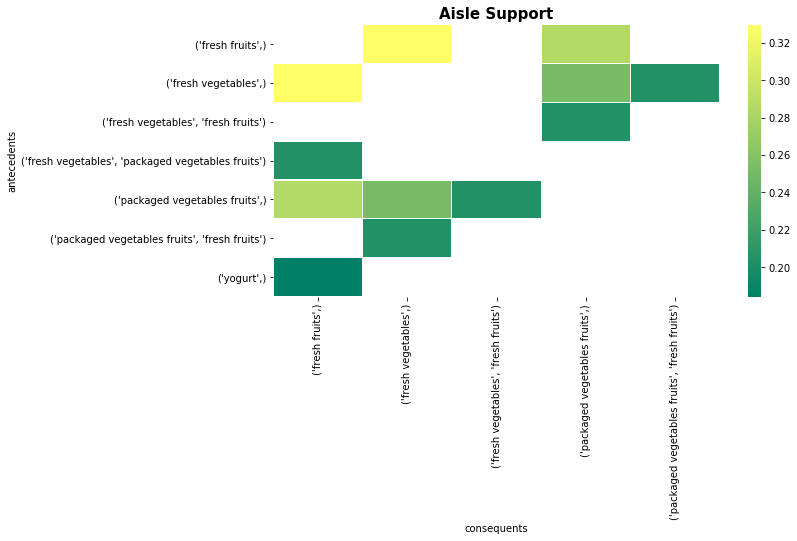 Aisle Support
antecedents
('fresh fruits',)
('fresh vegetables',)
('fresh vegetables', 'fresh fruits')
('fresh vegetables', 'packaged vegetables fruits')
('packaged vegetables fruits',)
('packaged vegetables fruits', 'fresh fruits')
('yogurt',)
('fresh fruits',)
('fresh vegetables',)
('fresh vegetables', 'fresh fruits')
('packaged vegetables fruits',)
('packaged vegetables fruits', 'fresh fruits')
consequents
0.32
0.30
0.28
0.26
0.24
0.22
0.20